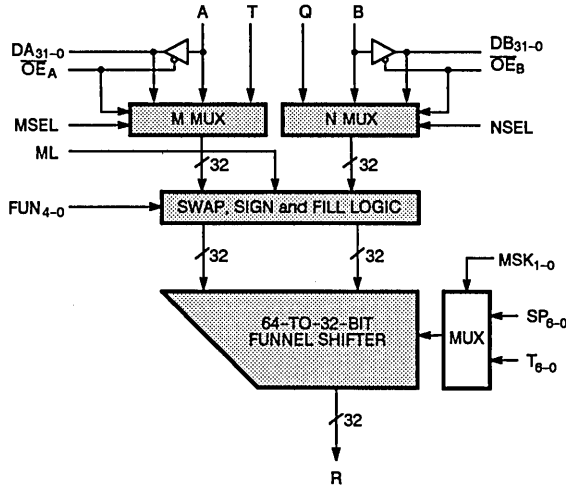 A T Q B
DA31-0
DB31-0
OEA
OEB
M MUX
N MUX
MSEL
NSEL
ML
32
32
FUN4-0
SWAP, SIGN and FILL LOGIC
32
32
MSK1-0
64-TO-32-BIT
FUNNEL SHIFTER
MUX
SP6-0
T6-0
32
R